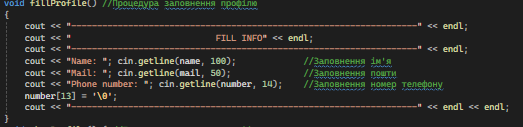 void fillProfile() //Процедура заповнення профілю
{
cout << "--------------------------------------------------" << endl;
cout << " FILL INFO" << endl;
cout << "--------------------------------------------------" << endl;
cout << "Name: "; cin.getline(name, 100); //Заповнення ім'я
cout << "Mail: "; cin.getline(mail, 50); //Заповнення пошти
cout << "Phone number: "; cin.getline(number, 14); //Заповнення номер телефону
number[13] = '\0';
cout << "--------------------------------------------------" << endl << endl;
}